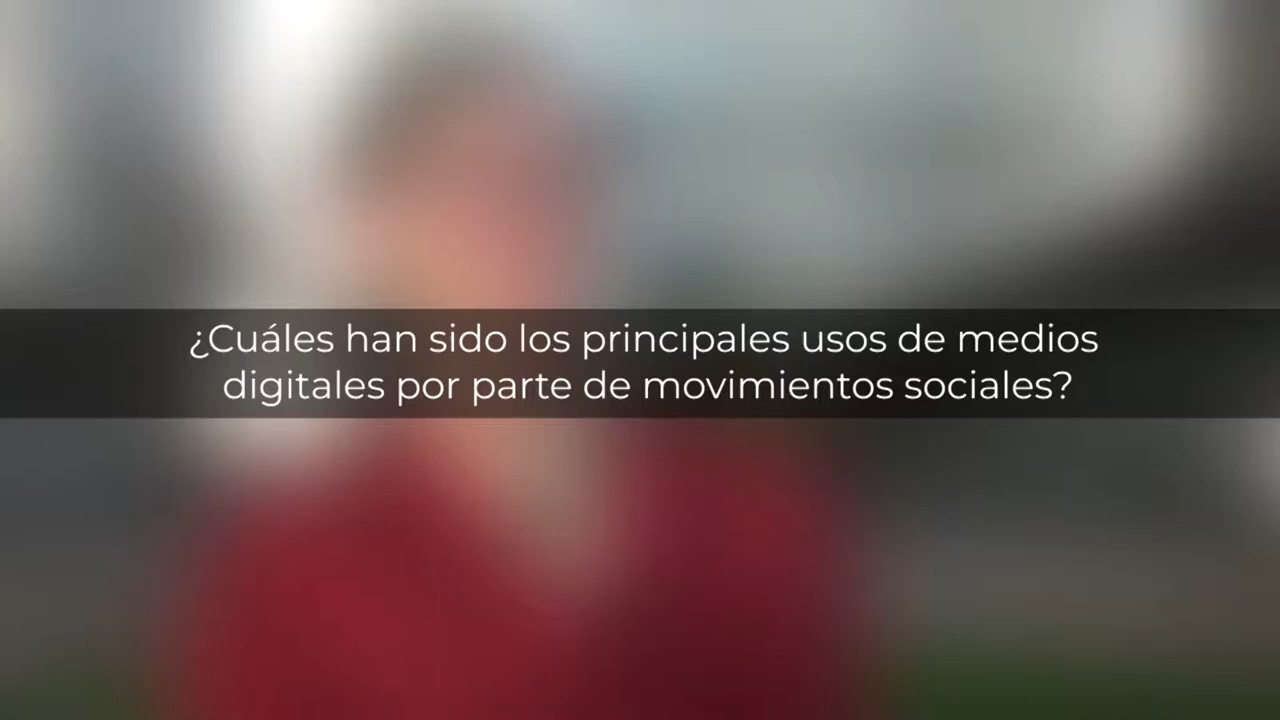 ¿Cuáles han sido los principales usos de medios
digitales por parte de movimientos sociales?